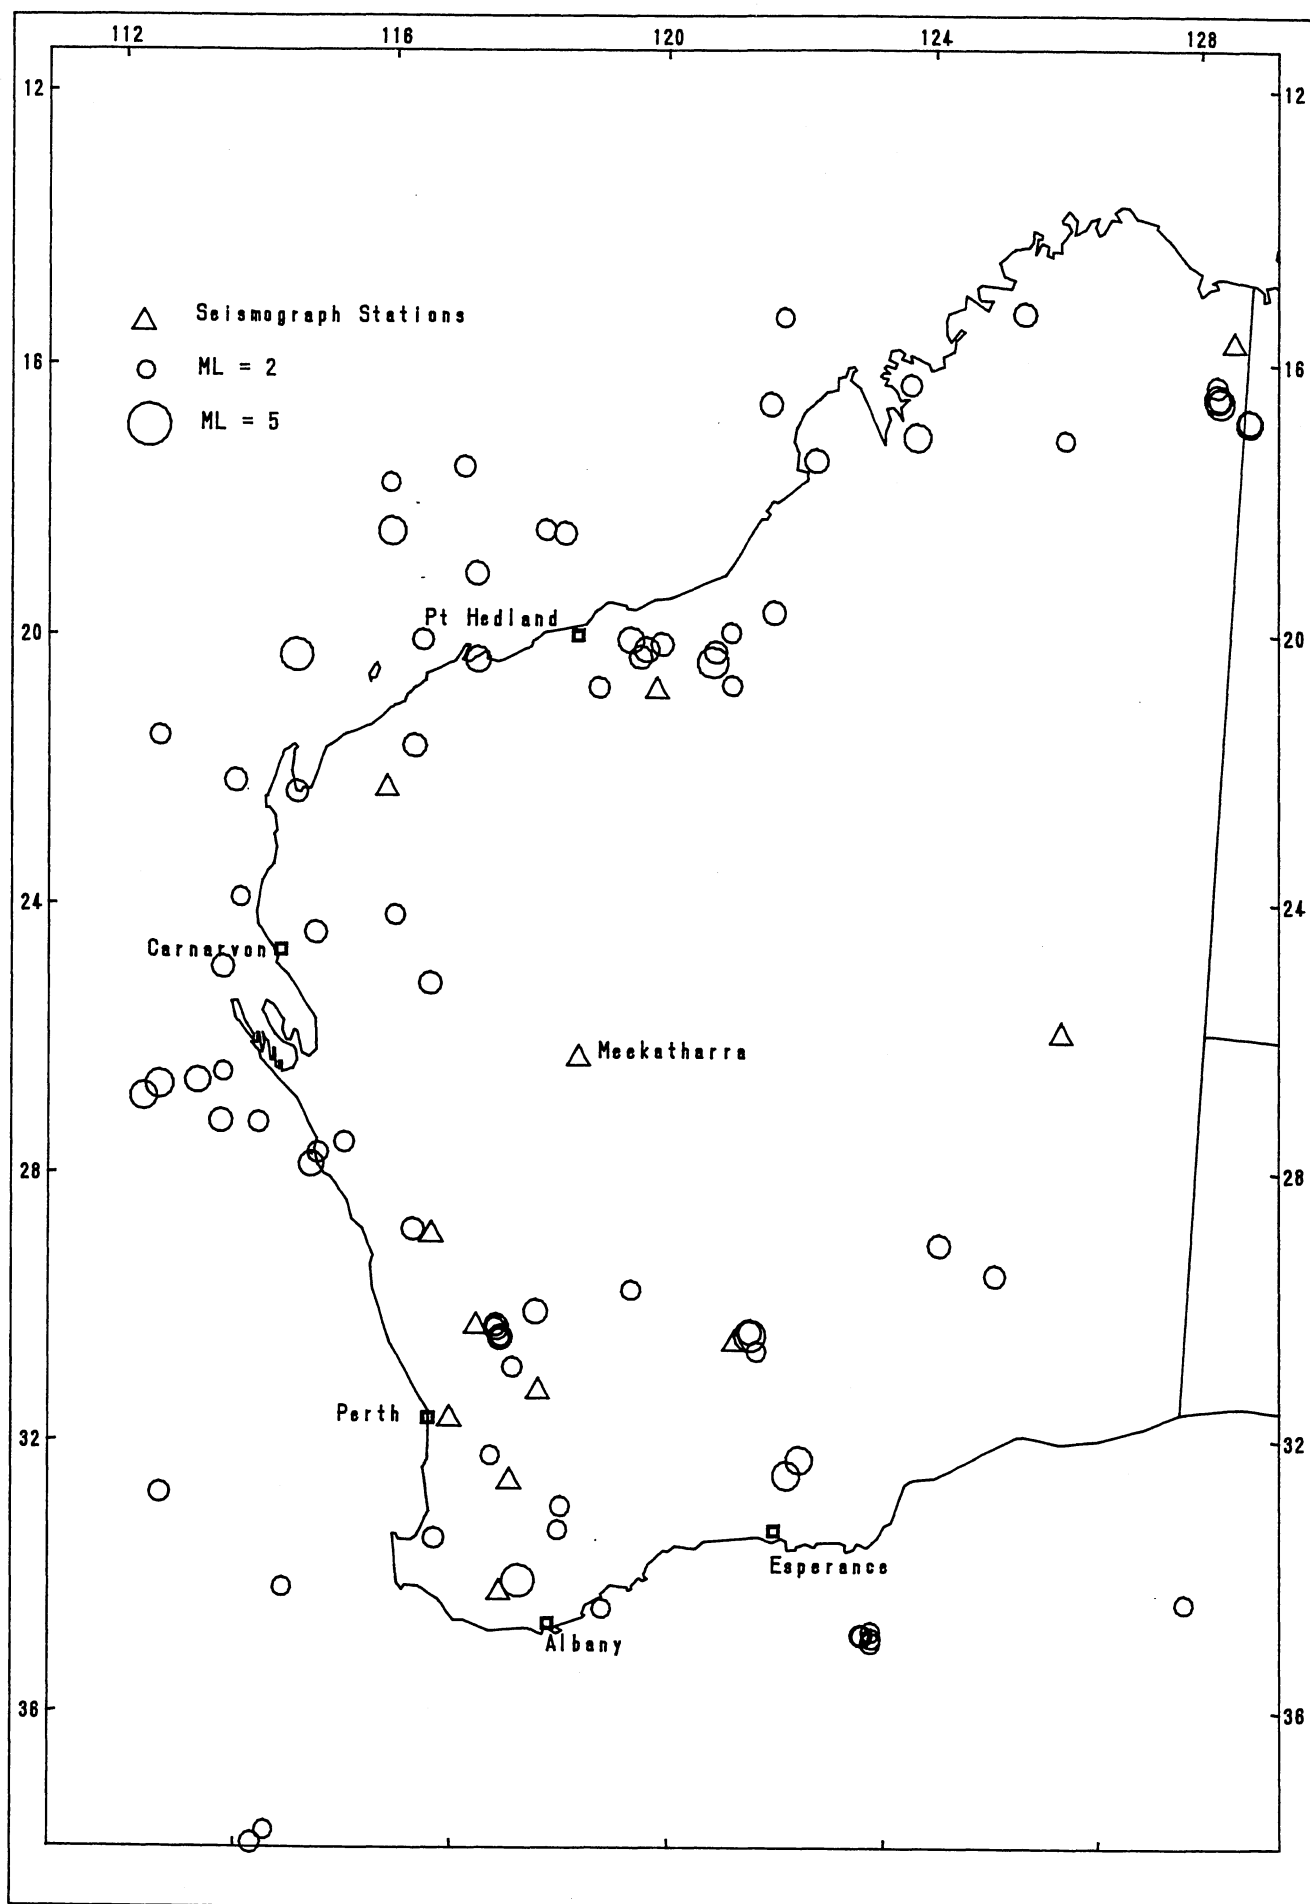 112 116 120 124 128
12 12
Seismograph Stations
ML = 2
16 16
ML = 5
Pt Hedland
20 20
24 24
Carnarvon
Meekatharra
28 28
Perth
32 32
Esperance
Albany
36 36